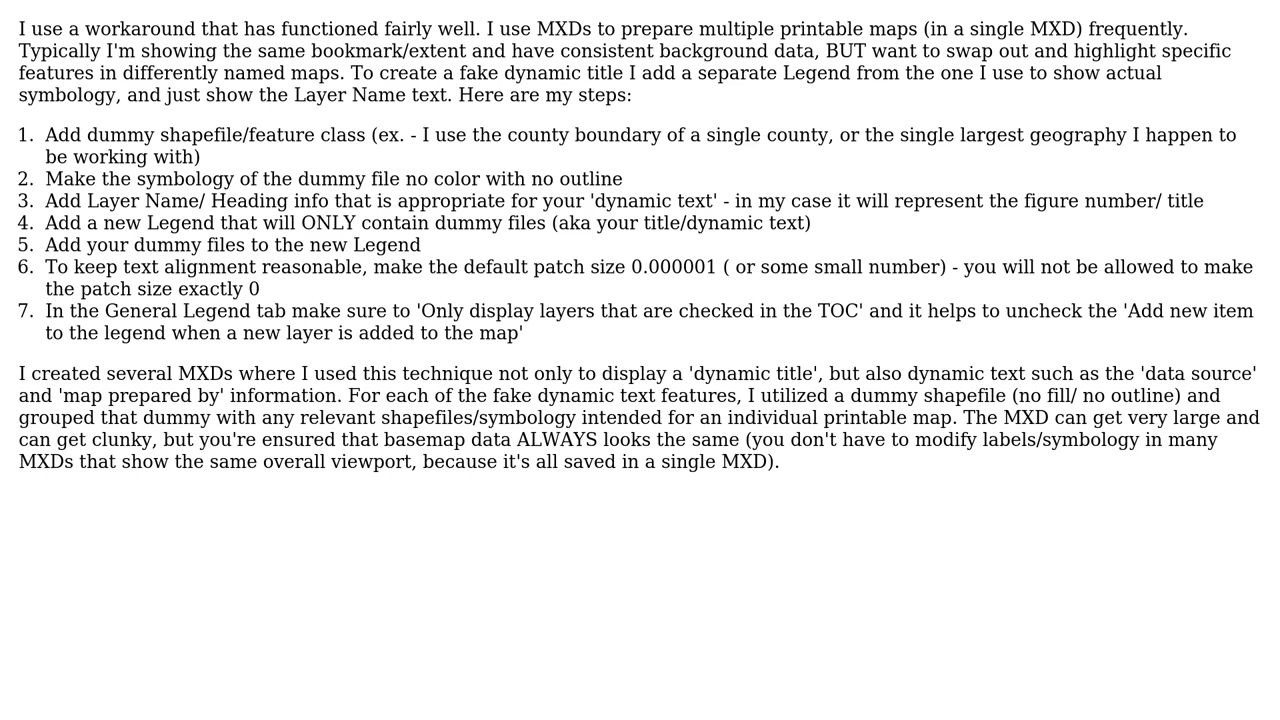 I use a workaround that has functioned fairly well. I use MXDs to prepare multiple printable maps (in a single MXD) frequently.
Typically I'm showing the same bookmark/extent and have consistent background data, BUT want to swap out and highlight specific
features in differently named maps. To create a fake dynamic title I add a separate Legend from the one I use to show actual
symbology, and just show the Layer Name text. Here are my steps:
1. Add dummy shapefile/feature class (ex. - I use the county boundary of a single county, or the single largest geography I happen to
be working with)
2. Make the symbology of the dummy file no color with no outline
3. Add Layer Name/ Heading info that is appropriate for your 'dynamic text' - in my case it will represent the figure number/ title
4. Add a new Legend that will ONLY contain dummy files (aka your title/dynamic text)
5. Add your dummy files to the new Legend
6. To keep text alignment reasonable, make the default patch size 0.000001 ( or some small number) - you will not be allowed to make
the patch size exactly 0
7. In the General Legend tab make sure to 'Only display layers that are checked in the TOC' and it helps to uncheck the 'Add new item
to the legend when a new layer is added to the map'
I created several MXDs where I used this technique not only to display a 'dynamic title', but also dynamic text such as the 'data source'
and 'map prepared by' information. For each of the fake dynamic text features, I utilized a dummy shapefile (no fill/ no outline) and
grouped that dummy with any relevant shapefiles/symbology intended for an individual printable map. The MXD can get very large and
can get clunky, but you're ensured that basemap data ALWAYS looks the same (you don't have to modify labels/symbology in many
MXDs that show the same overall viewport, because it's all saved in a single MXD).